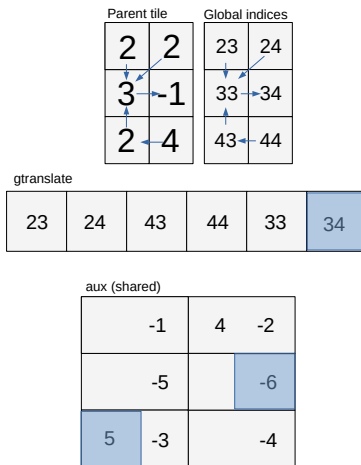 Parent tile Global indices
2 2 23 24
3 -1 33 34
2 4 43 44
gtranslate
23 24 43 44 33 34
aux (shared)
-1 4 -2
-5 -6
5 -3 -4